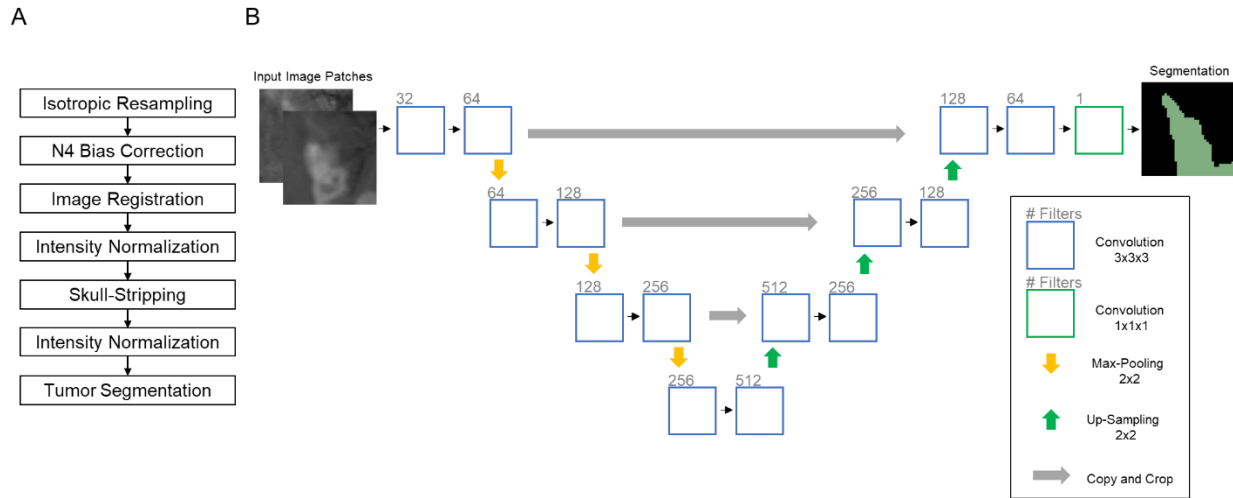 A
B
Isotropic Resampling
N4 Bias Correction
Image Registration
Intensity Normalization
Skull-Stripping
Intensity Normalization
Tumor Segmentation
Input Image Patches
Segmentation
32
64
128
64
1
64
128
256
128
128
256
512
256
256
512
# Filters
Convolution
3x3x3
# Filters
Convolution
1x1x1
Max-Pooling
2x2
Up-Sampling
2x2
Copy and Crop